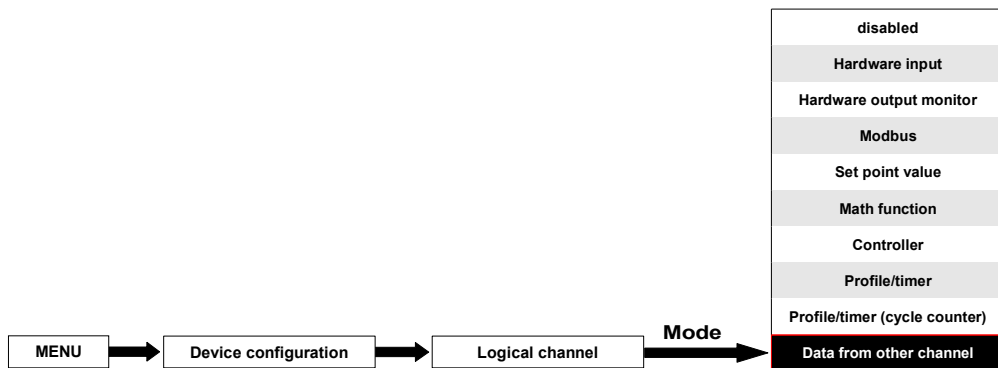 disabled
Hardware input
Hardware output monitor
Modbus
Set point value
Math function
Controller
Profile/timer
Profile/timer (cycle counter)
MENU
Device configuration
Logical channel
Mode
Data from other channel